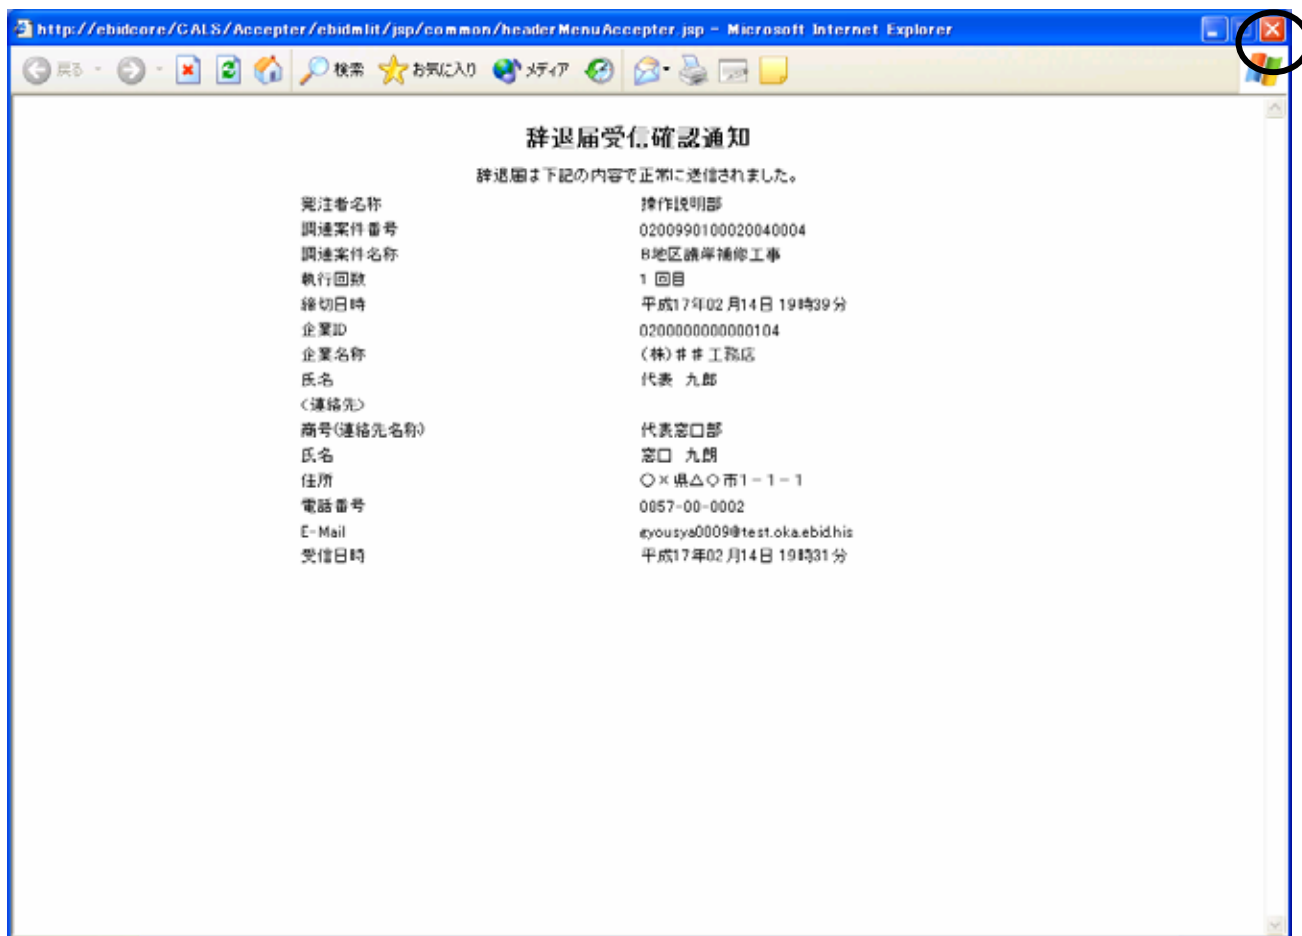 http://ebidcore/CALS/Accepter/ebidmlit/jsp/common/headerMenuAccepter.jsp - Microsoft Internet Explorer
戻る 検索 お気に入り メディア
辞退届受信確認通知
辞退届は下記の内容で正常に送信されました。
発注者名称 操作説明部
調達案件番号 0200990100020040004
調達案件名称 B地区護岸補修工事
執行回数 1 回目
締切日時 平成17年02月14日 19時39分
企業ID 0200000000000104
企業名称 (株)##工務店
氏名 代表 九郎
<連絡先>
商号(連絡先名称) 代表窓口部
氏名 窓口 九朗
住所 ○×県△◇市1-1-1
電話番号 0857-00-0002
E-Mail gyousya0009@test.oka.ebid.his
受信日時 平成17年02月14日 19時31分